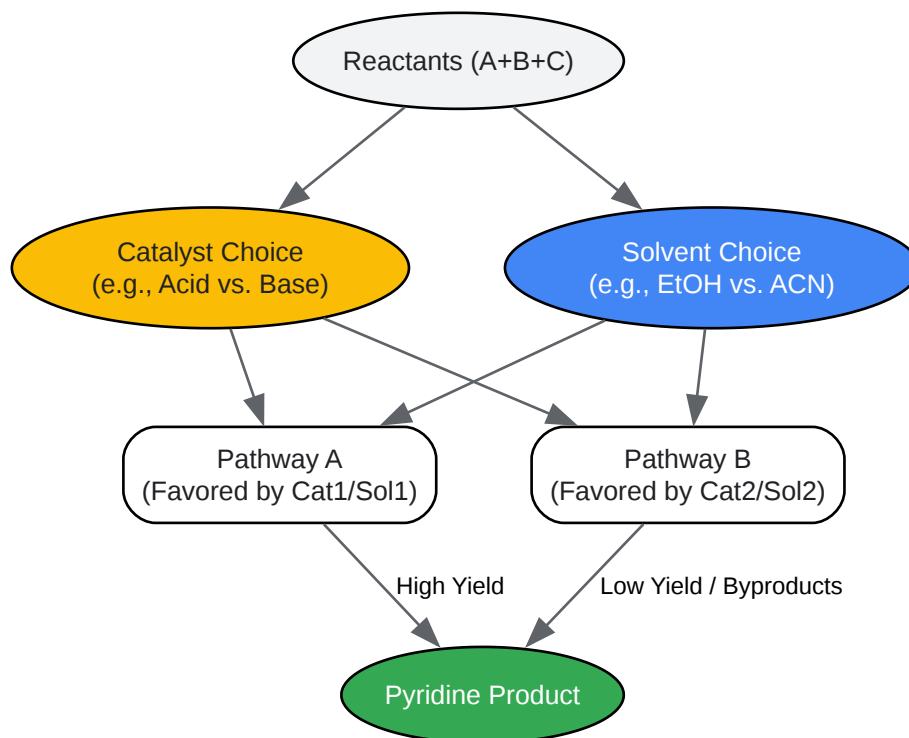 Reactants (A+B+C)
Catalyst Choice
(e.g., Acid vs. Base)
Solvent Choice
(e.g., EtOH vs. ACN)
Pathway A
(Favored by Cat1/Sol1)
Pathway B
(Favored by Cat2/Sol2)
High Yield
Low Yield / Byproducts
Pyridine Product